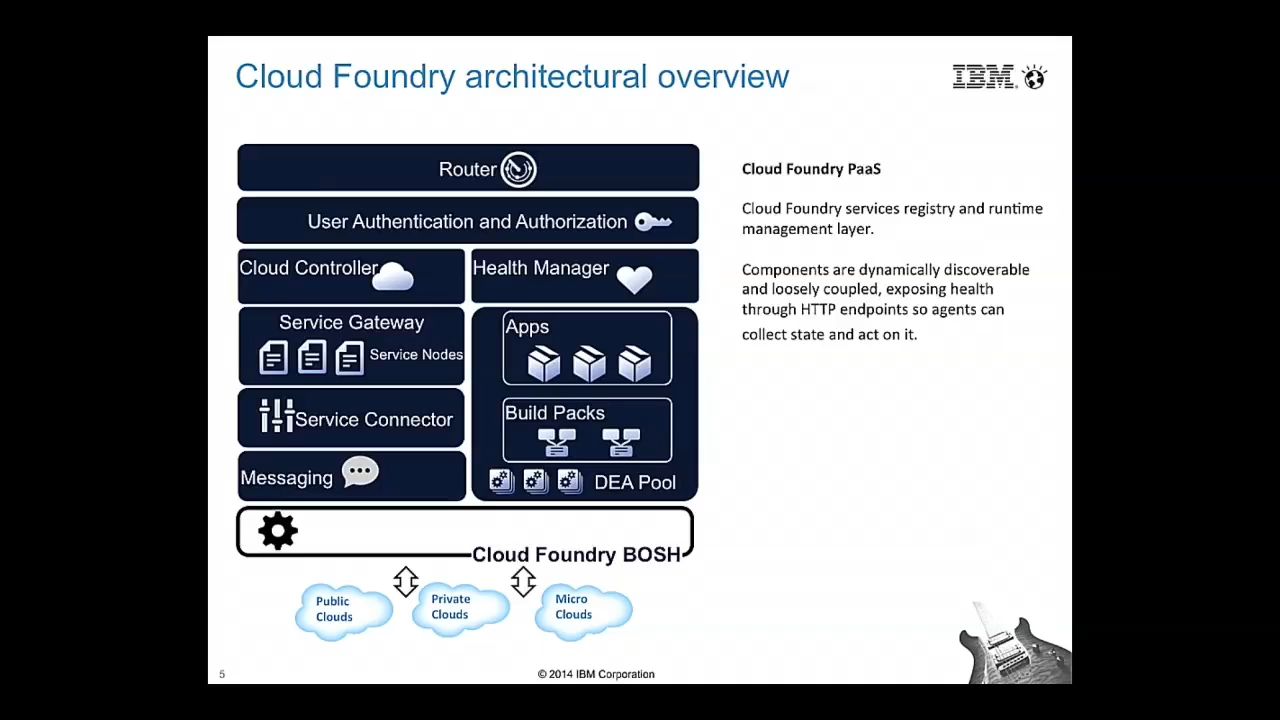 Cloud Foundry architectural overview
IBM.
Router
User Authentication and Authorization
Cloud Controller
Health Manager
Service Gateway
Service Nodes
Service Connector
Messaging
Apps
Build Packs
DEA Pool
Cloud Foundry BOSH
Public
Clouds
Private
Clouds
Micro
Clouds
Cloud Foundry PaaS
Cloud Foundry services registry and runtime
management layer.
Components are dynamically discoverable
and loosely coupled, exposing health
through HTTP endpoints so agents can
collect state and act on it.
5
© 2014 IBM Corporation